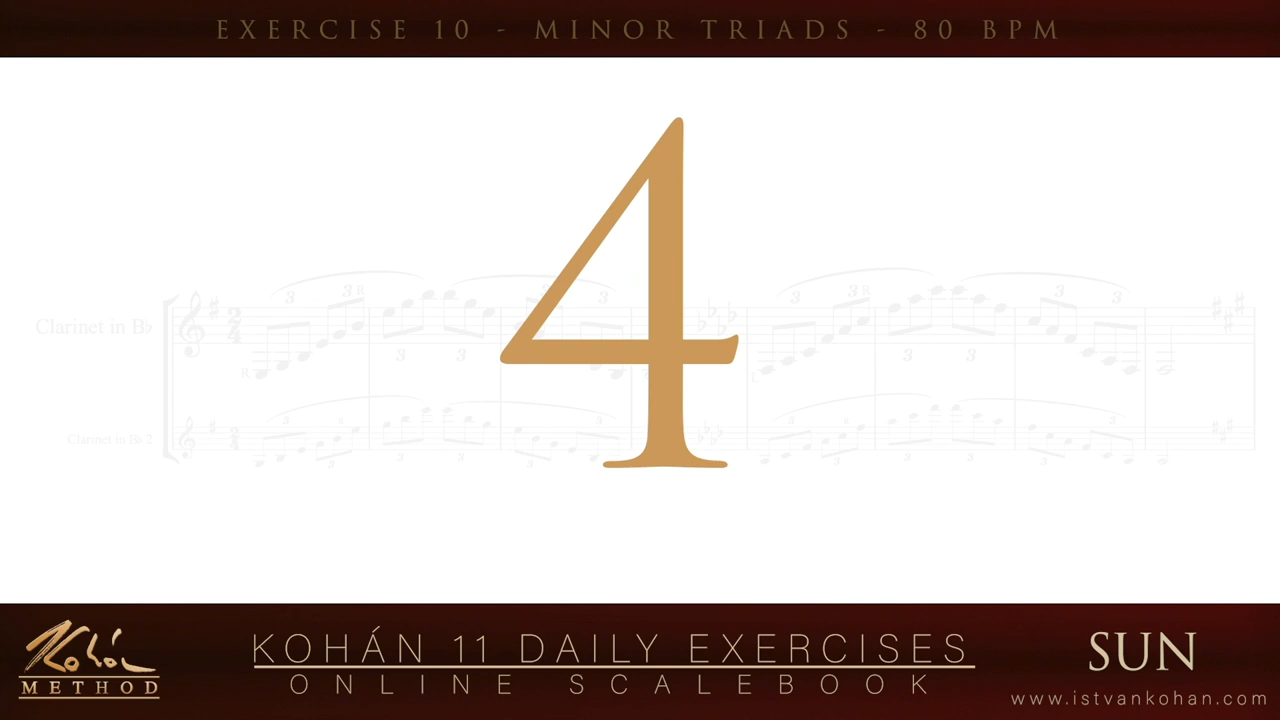 EXERCISE 10 - MINOR TRIADS - 80 BPM
4
Clarinet in B♭
R
L
Clarinet in B♭ 2
Kohán
METHOD
KOHÁN 11 DAILY EXERCISES
ONLINE SCALEBOOK
SUN
www.istvankohan.com